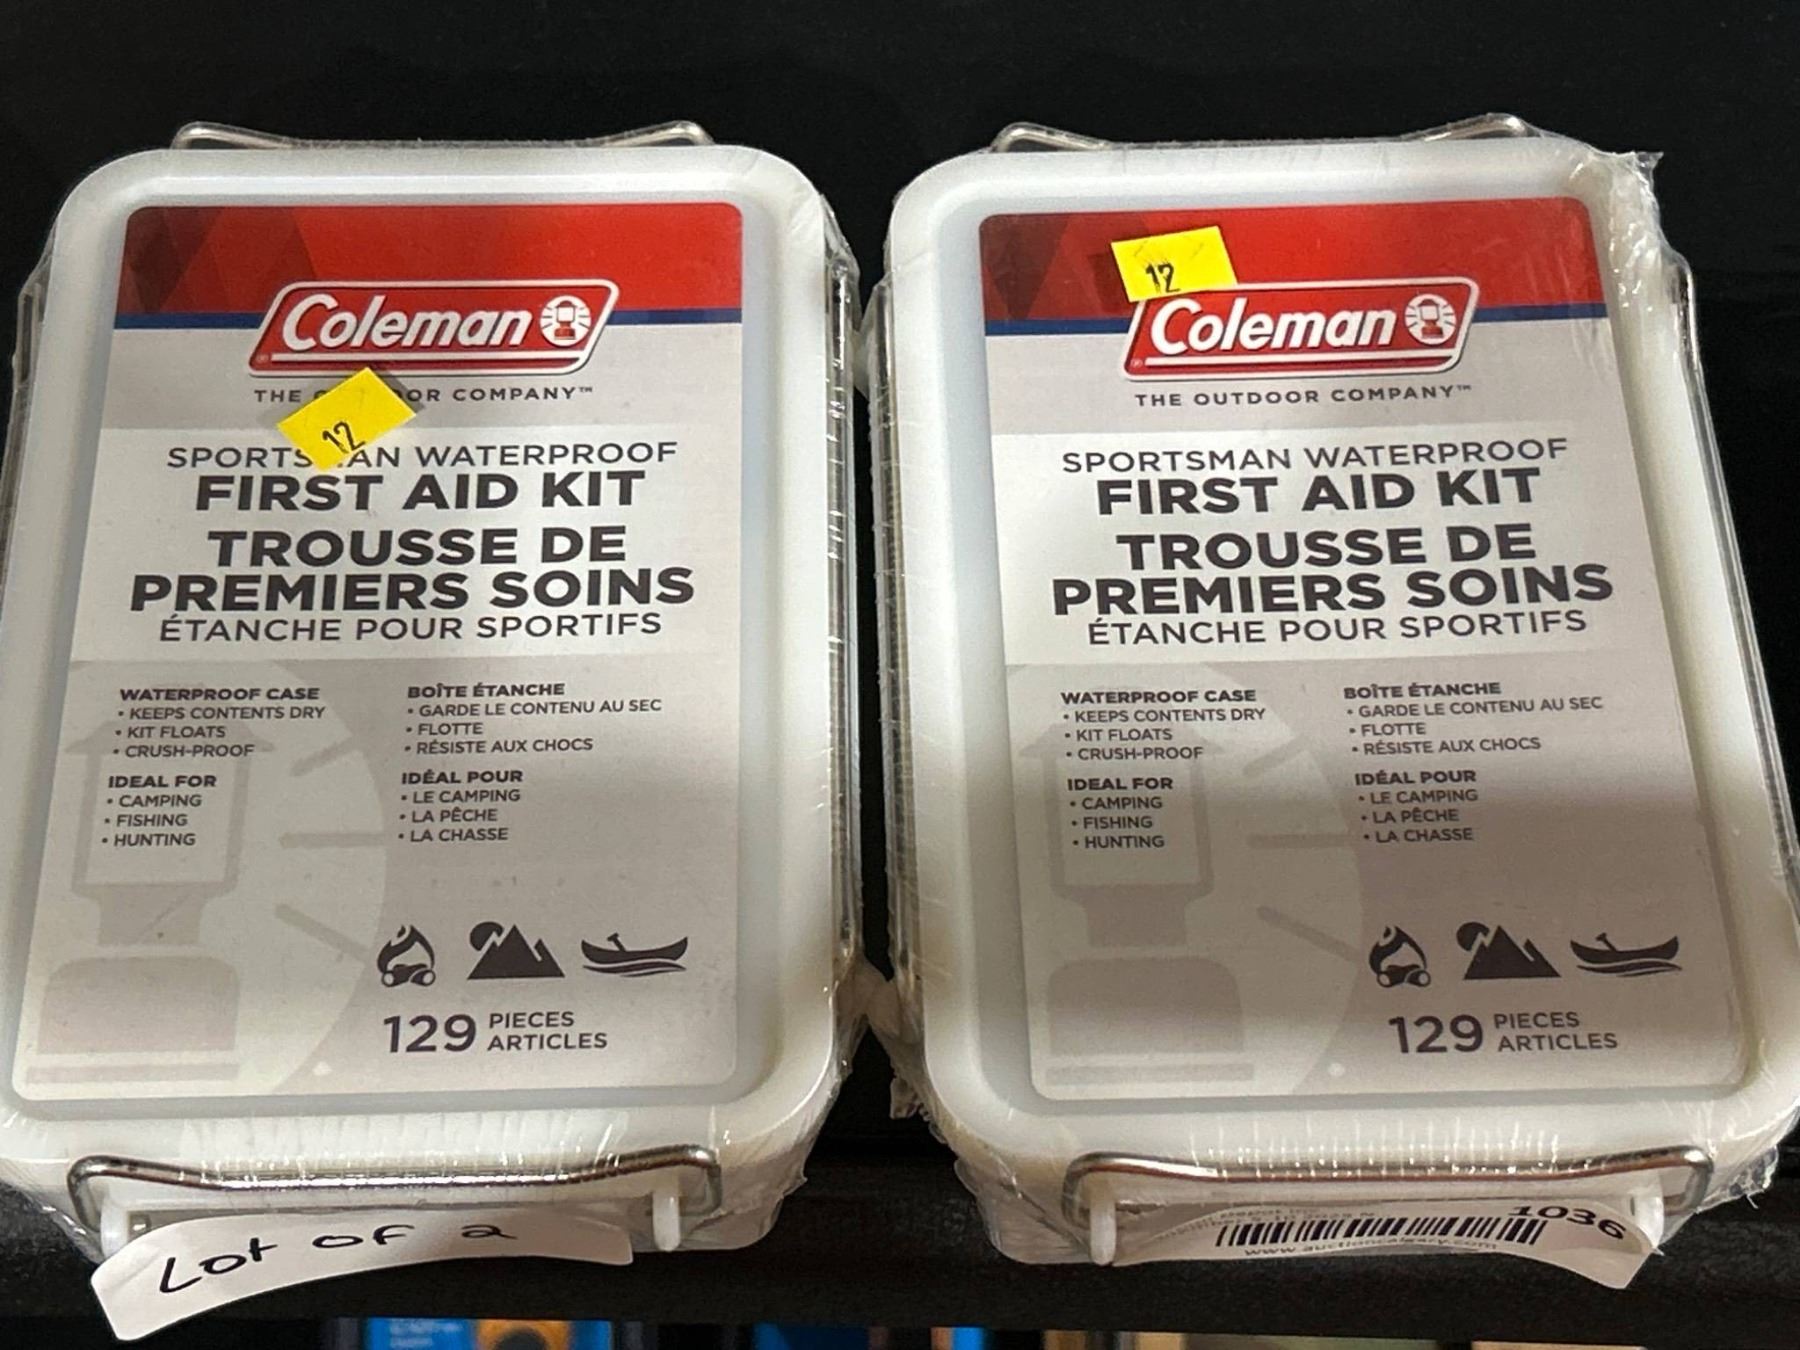 Coleman
THE OUTDOOR COMPANY™
12
SPORTSMAN WATERPROOF
FIRST AID KIT
TROUSSE DE
PREMIERS SOINS
ÉTANCHE POUR SPORTIFS
WATERPROOF CASE
• KEEPS CONTENTS DRY
• KIT FLOATS
• CRUSH-PROOF
IDEAL FOR
• CAMPING
• FISHING
• HUNTING
BOÎTE ÉTANCHE
• GARDE LE CONTENU AU SEC
• FLOTTE
• RÉSISTE AUX CHOCS
IDÉAL POUR
• LE CAMPING
• LA PÊCHE
• LA CHASSE
129 PIECES
ARTICLES
Lot of 2
12
Coleman
THE OUTDOOR COMPANY™
SPORTSMAN WATERPROOF
FIRST AID KIT
TROUSSE DE
PREMIERS SOINS
ÉTANCHE POUR SPORTIFS
WATERPROOF CASE
• KEEPS CONTENTS DRY
• KIT FLOATS
• CRUSH-PROOF
IDEAL FOR
• CAMPING
• FISHING
• HUNTING
BOÎTE ÉTANCHE
• GARDE LE CONTENU AU SEC
• FLOTTE
• RÉSISTE AUX CHOCS
IDÉAL POUR
• LE CAMPING
• LA PÊCHE
• LA CHASSE
129 PIECES
ARTICLES
1036
www.auctioncalgary.com